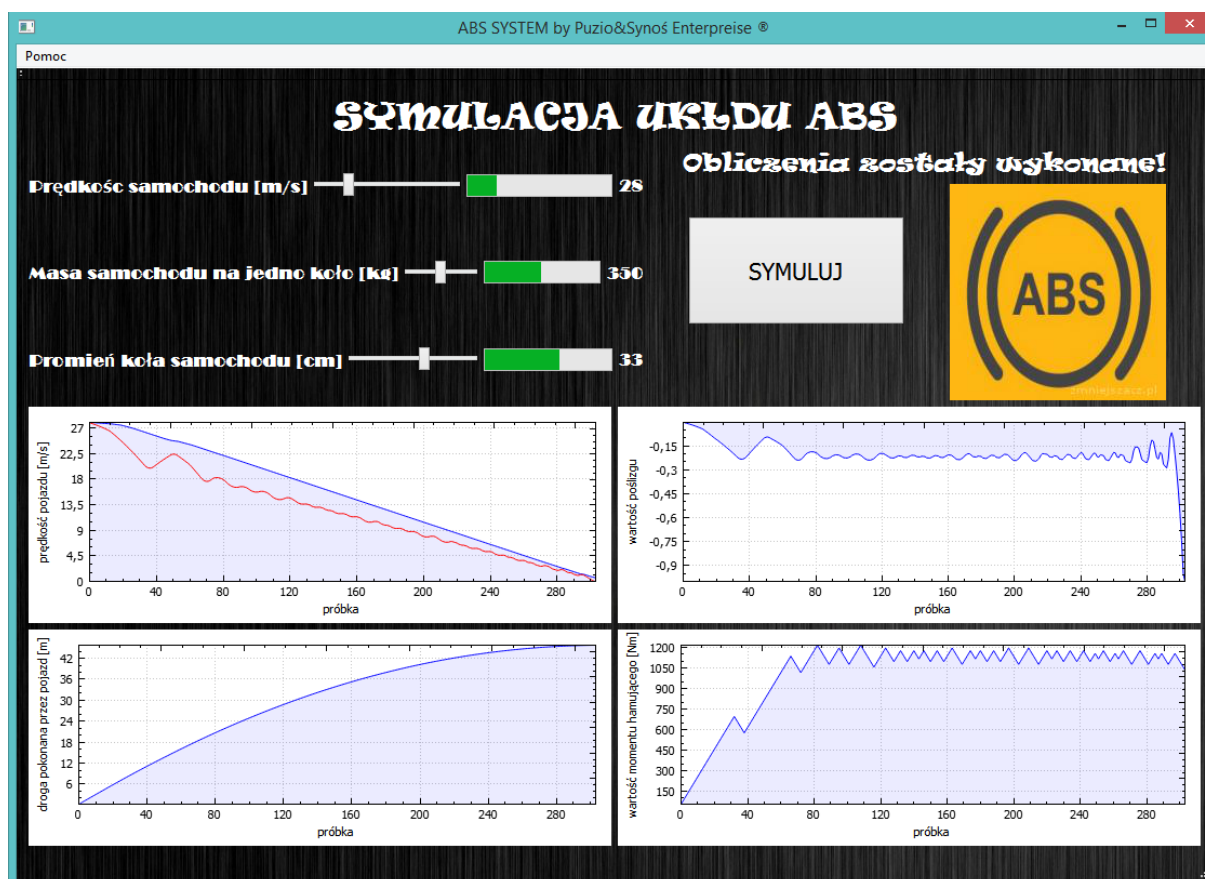 ABS SYSTEM by Puzio&Synoś Enterpreise ®
Pomoc
SYMULACJA UKŁDU ABS
Obliczenia zostały wykonane!
Prędkośc samochodu [m/s] 28
Masa samochodu na jedno koło [kg] 350
SYMULUJ
ABS
Promień koła samochodu [cm] 33
zmniejszacz.pl
prędkość pojazdu [m/s]
27
22,5
18
13,5
9
4,5
0
0 40 80 120 160 200 240 280
próbka
wartość poślizgu
-0,15
-0,3
-0,45
-0,6
-0,75
-0,9
0 40 80 120 160 200 240 280
próbka
droga pokonana przez pojazd [m]
42
36
30
24
18
12
6
0 40 80 120 160 200 240 280
próbka
wartość momentu hamującego [Nm]
1200
1050
900
750
600
450
300
150
0 40 80 120 160 200 240 280
próbka